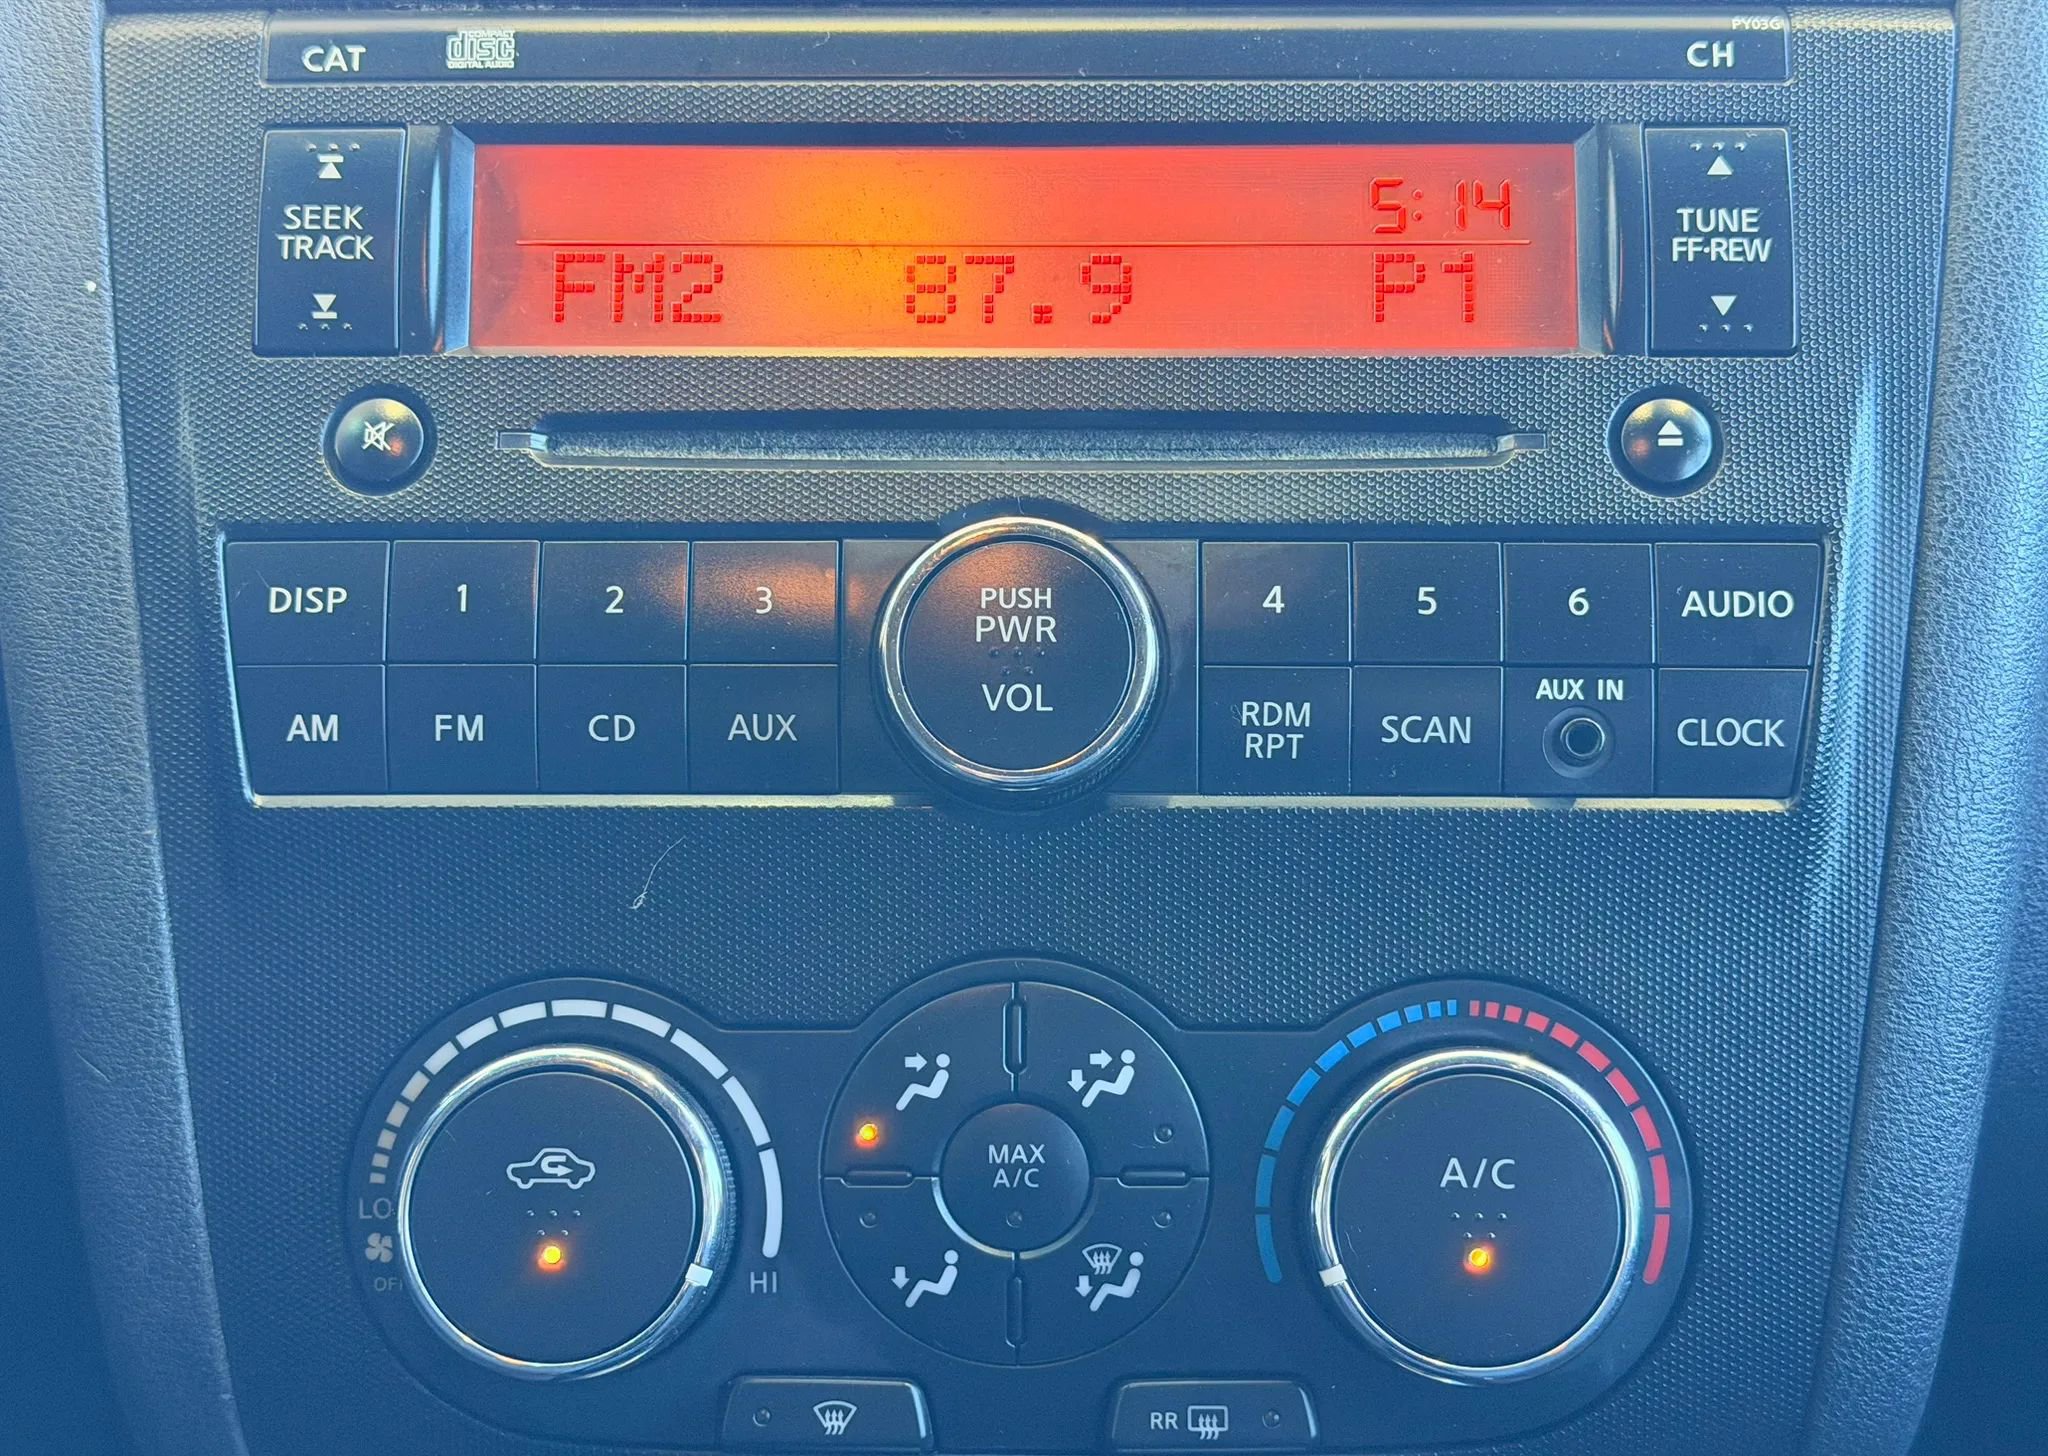 PY03G
CAT
COMPACT
disc
DIGITAL AUDIO
CH
SEEK
TRACK
5:14
FM2 87.9 P1
TUNE
FF-REW
DISP 1 2 3
PUSH
PWR
VOL
4 5 6 AUDIO
AM FM CD AUX
RDM
RPT
SCAN
AUX IN
CLOCK
LO
OF
HI
MAX
A/C
A/C
RR